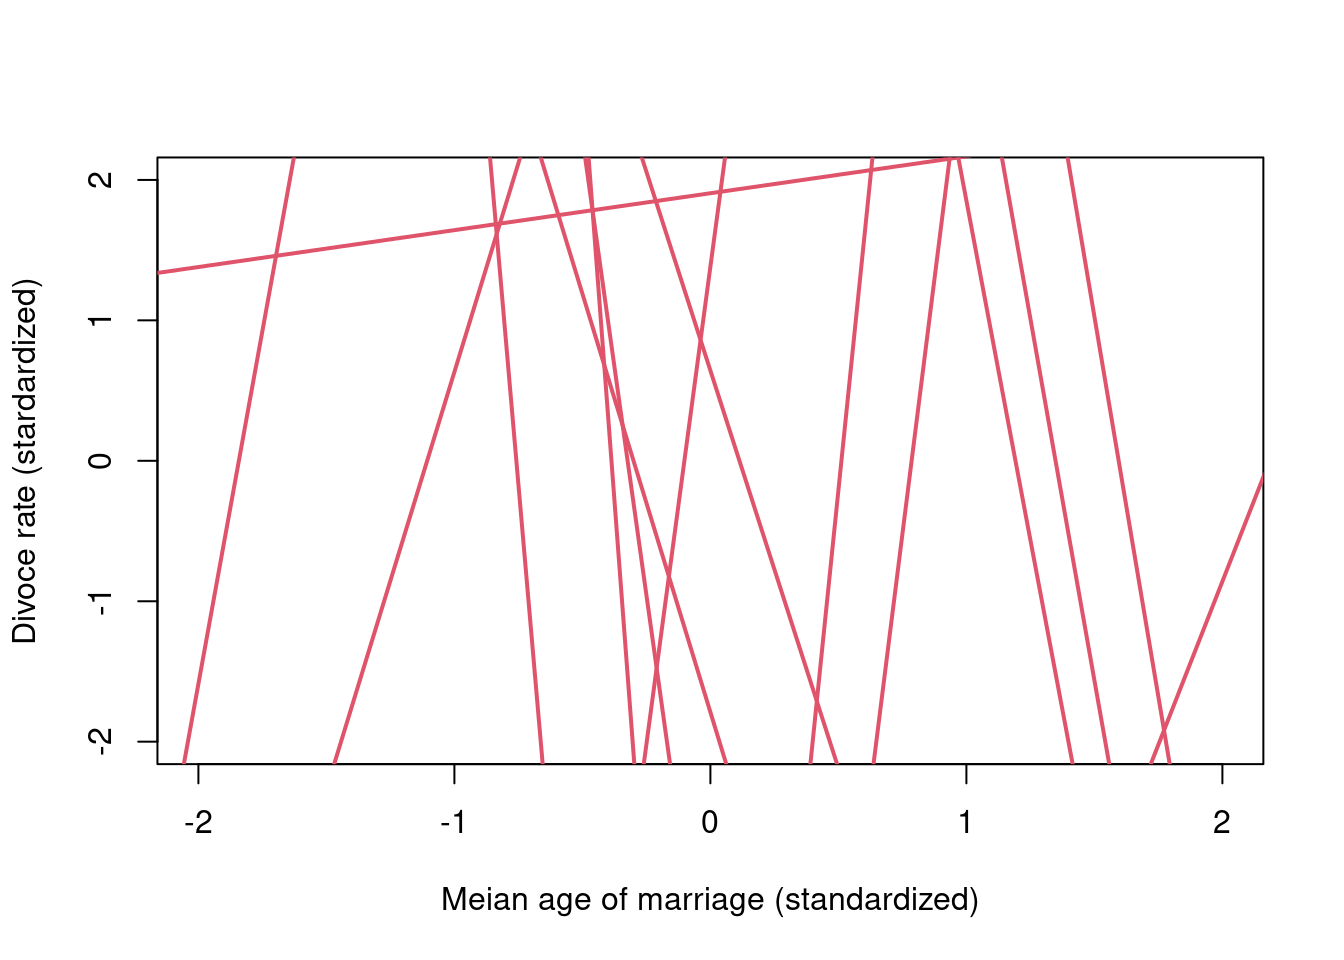 Divoce rate (stardardized)
2
1
0
-1
-2
-2 -1 0 1 2
Meian age of marriage (standardized)